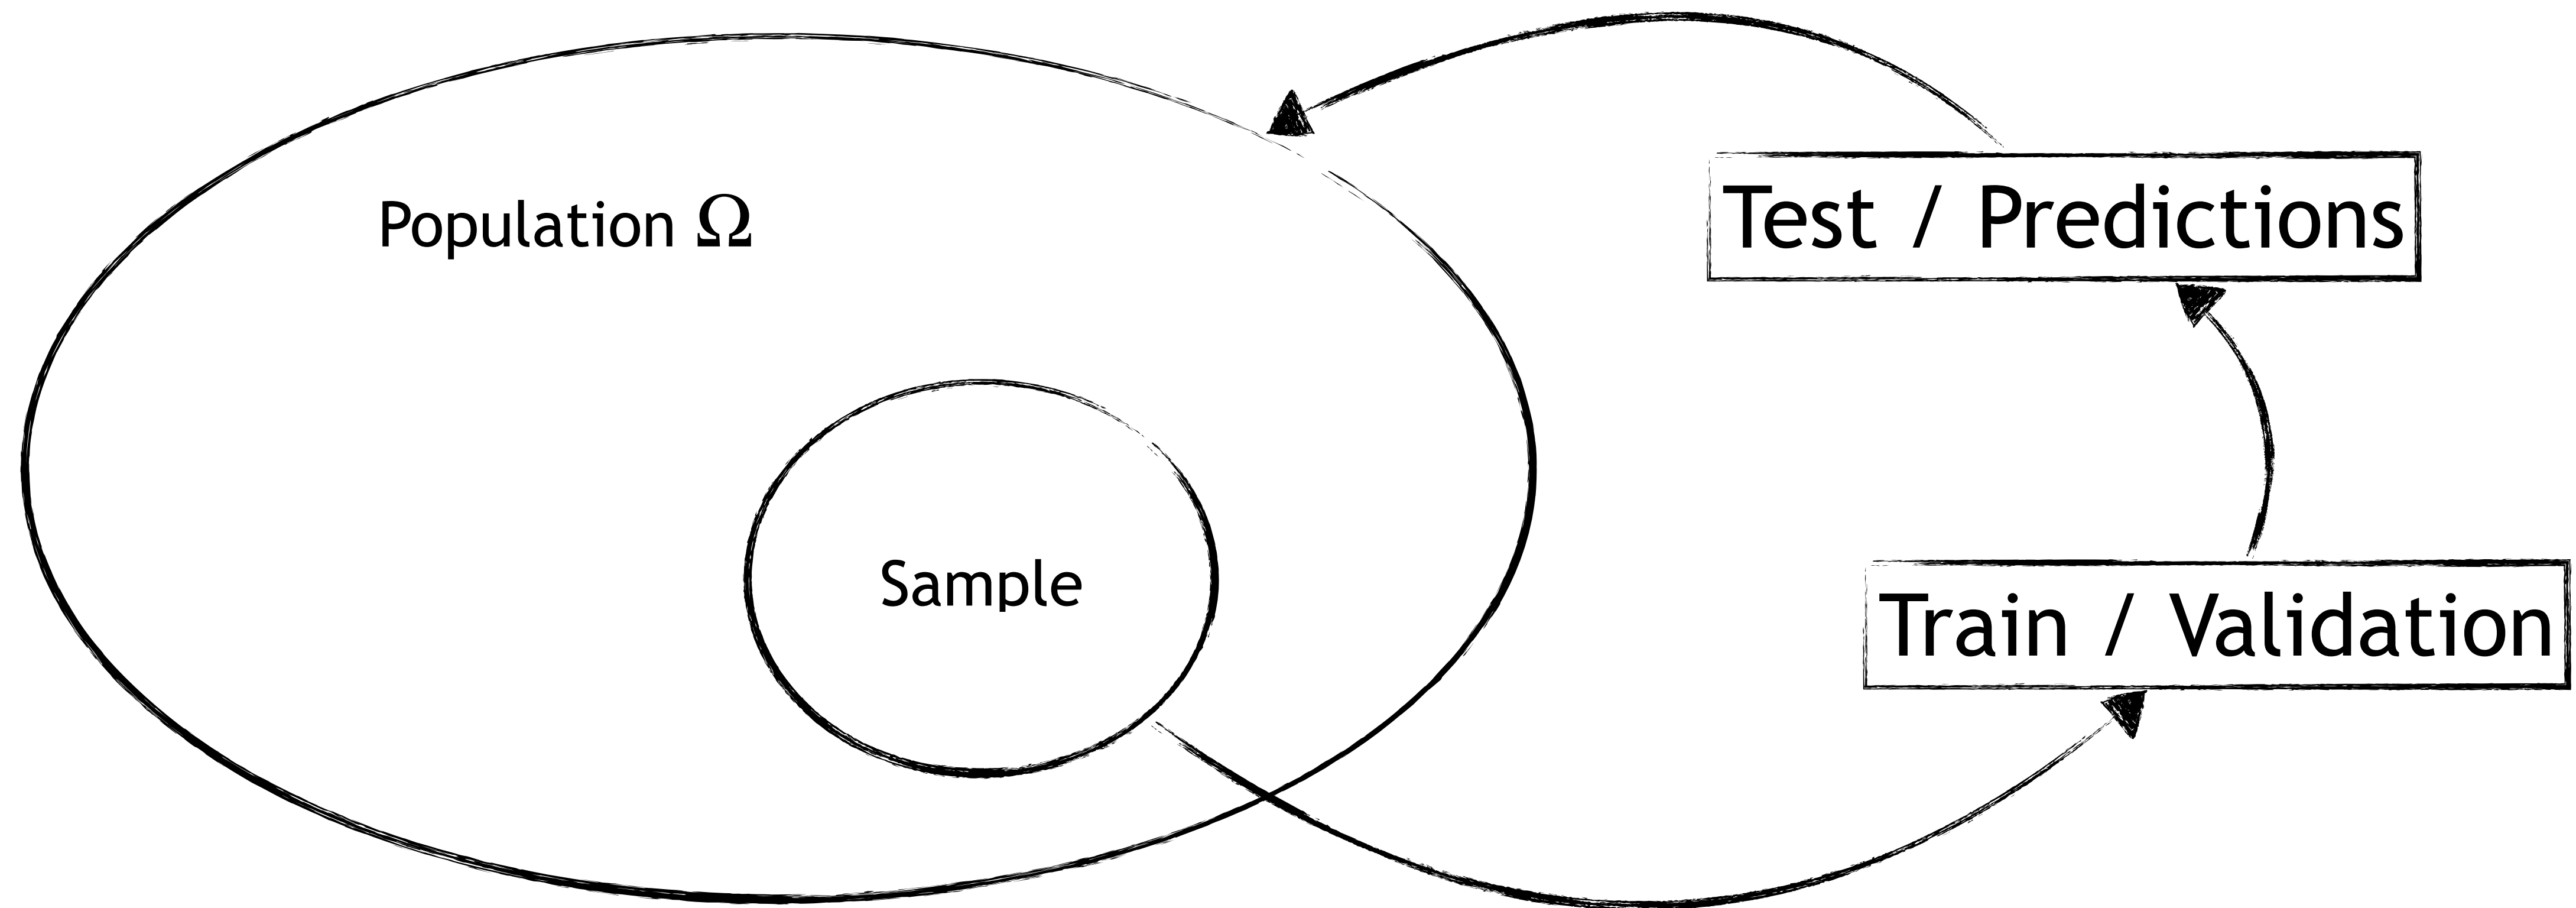 Population Ω
Test / Predictions
Sample
Train / Validation